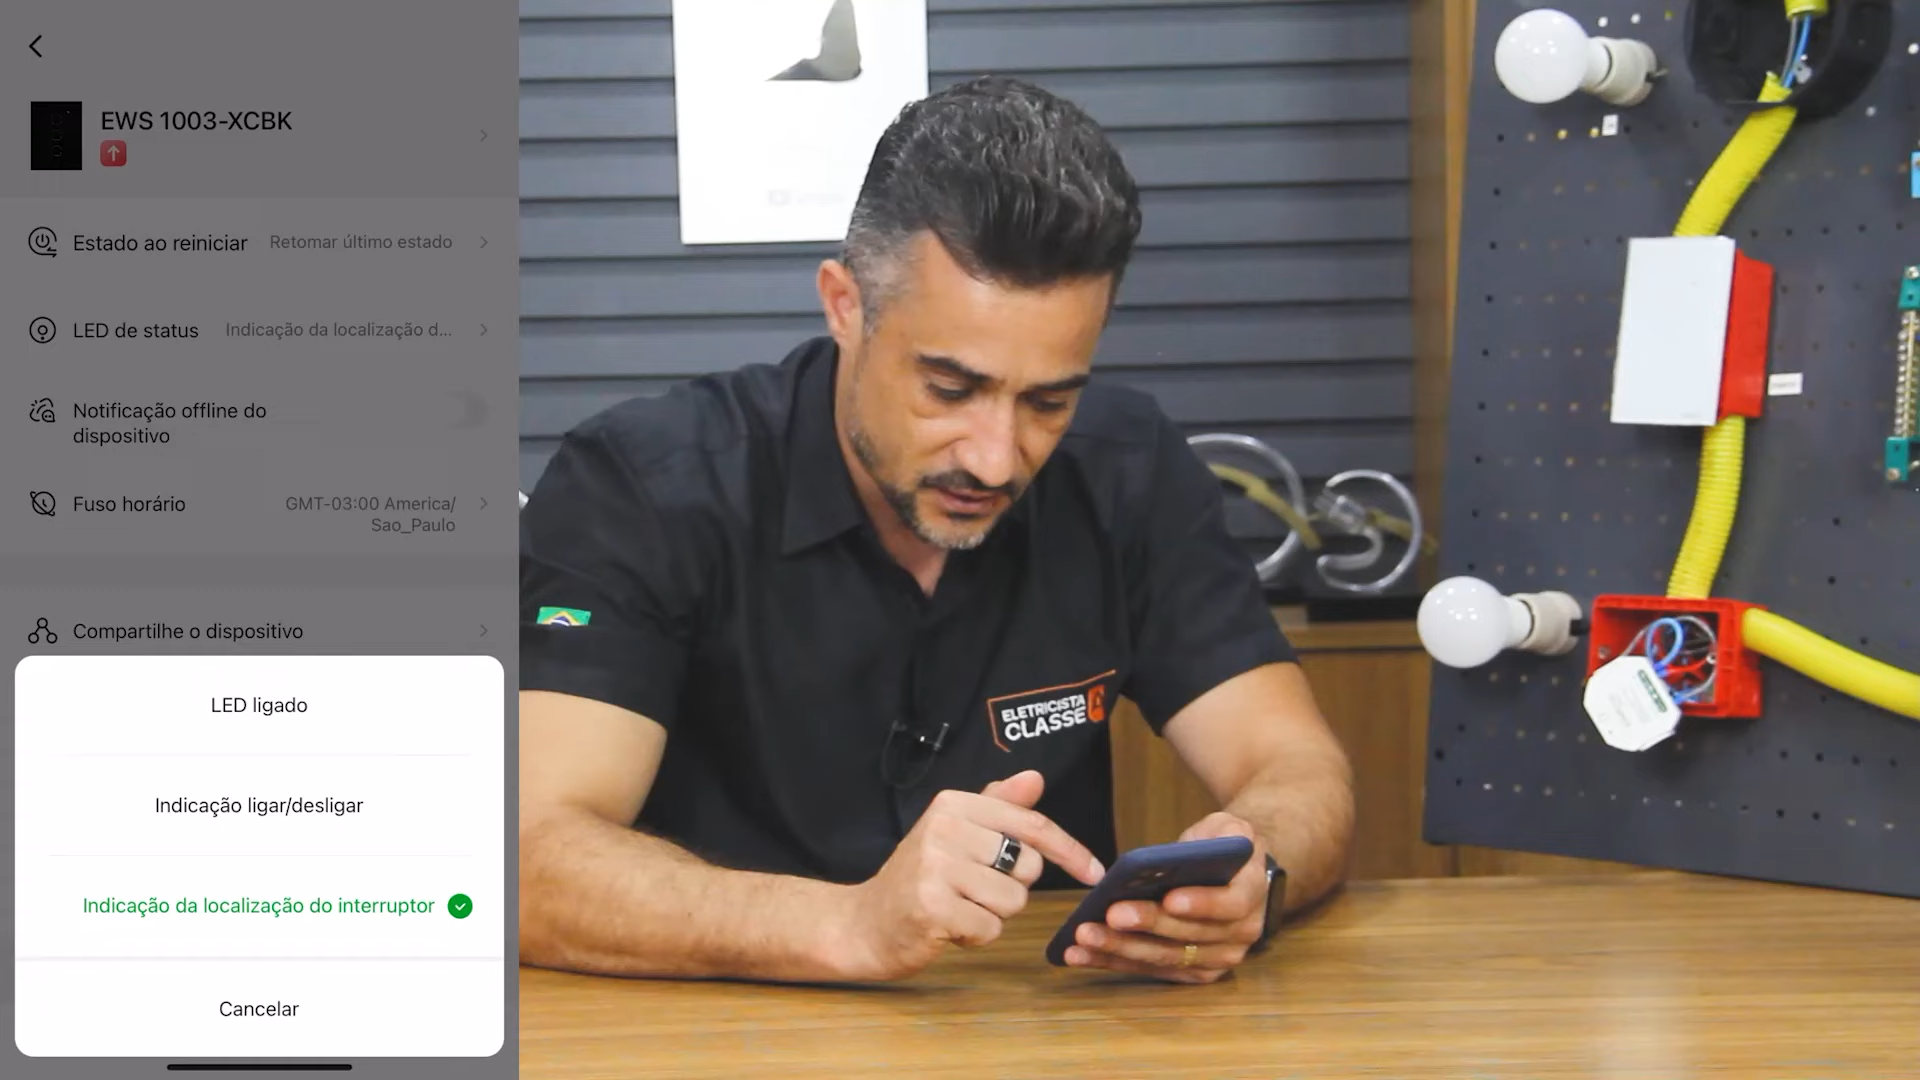 EWS 1003-XCBK
Estado ao reiniciar Retomar último estado
LED de status Indicação da localização d...
Notificação offline do
dispositivo
Fuso horário GMT-03:00 America/
Sao_Paulo
Compartilhe o dispositivo
LED ligado
Indicação ligar/desligar
Indicação da localização do interruptor
Cancelar
ELETRICISTA
CLASSE A